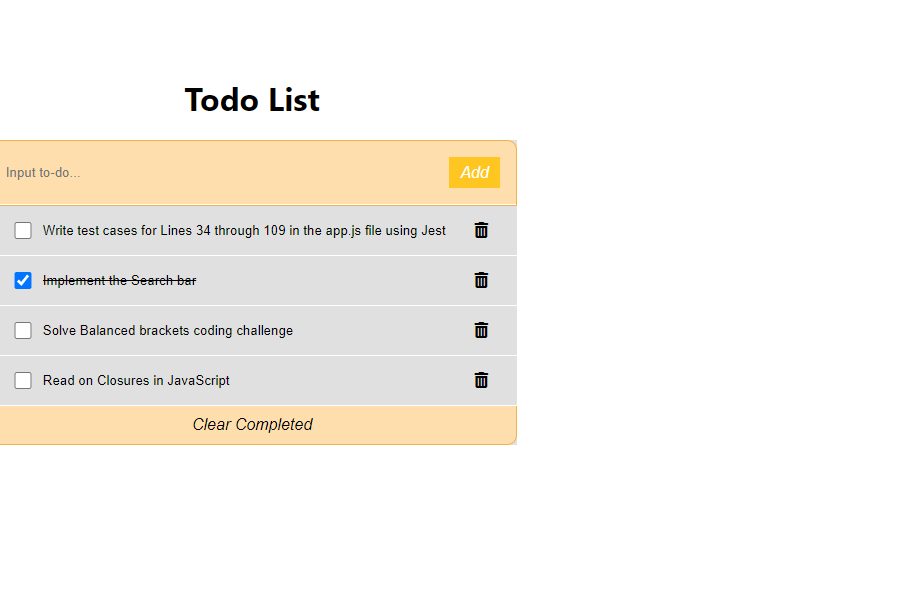 Todo List
Input to-do...
Add
Write test cases for Lines 34 through 109 in the app.js file using Jest
Implement the Search bar
Solve Balanced brackets coding challenge
Read on Closures in JavaScript
Clear Completed